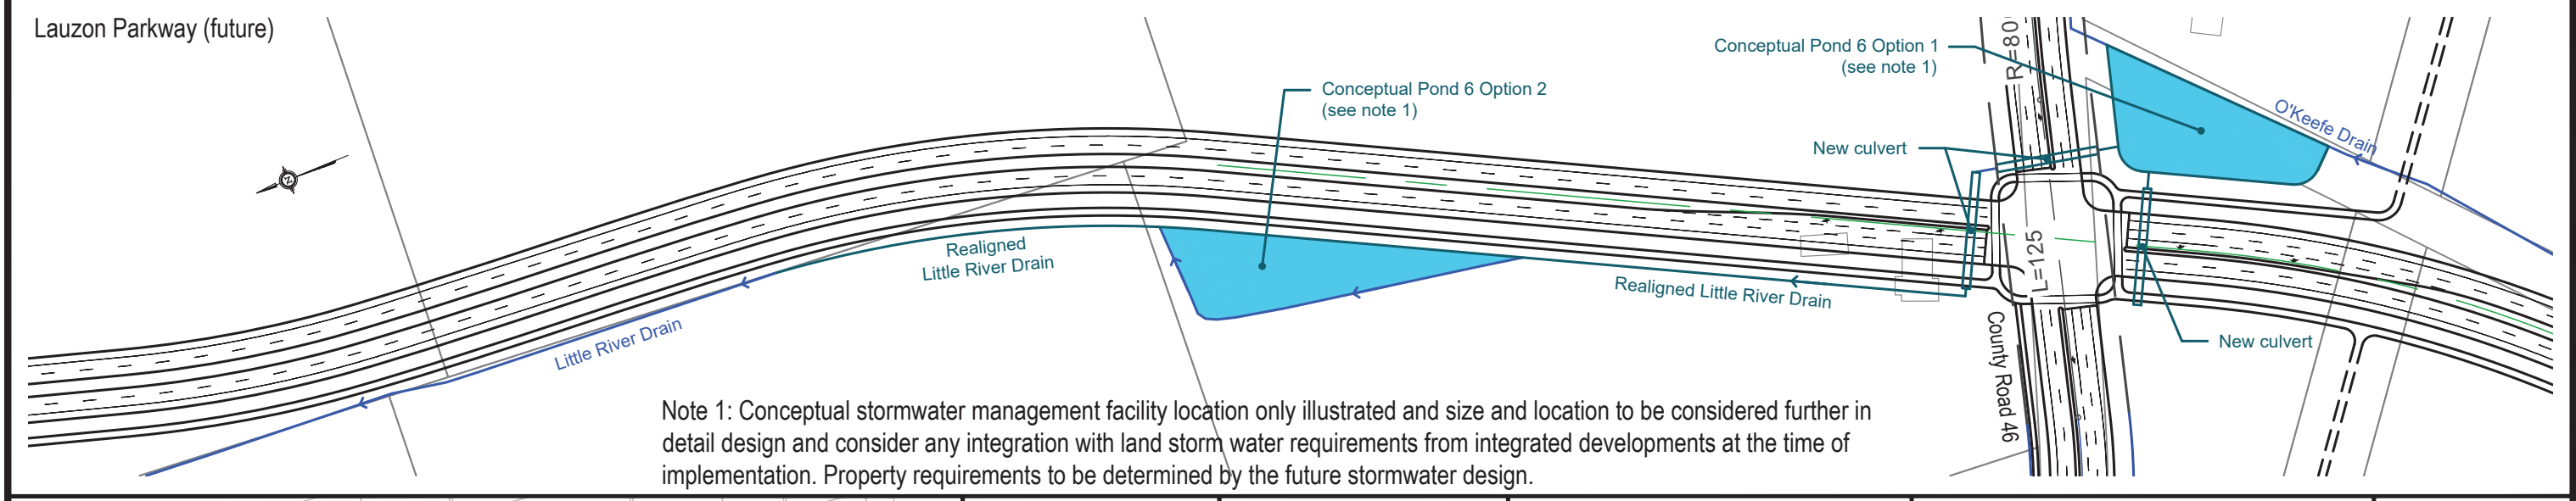 Lauzon Parkway (future)
Conceptual Pond 6 Option 1
(see note 1)
R=80
Conceptual Pond 6 Option 2
(see note 1)
O'Keefe Drain
New culvert
N
Realigned
Little River Drain
L=125
Realigned Little River Drain
Little River Drain
County Road 46
New culvert
Note 1: Conceptual stormwater management facility location only illustrated and size and location to be considered further in
detail design and consider any integration with land storm water requirements from integrated developments at the time of
implementation. Property requirements to be determined by the future stormwater design.